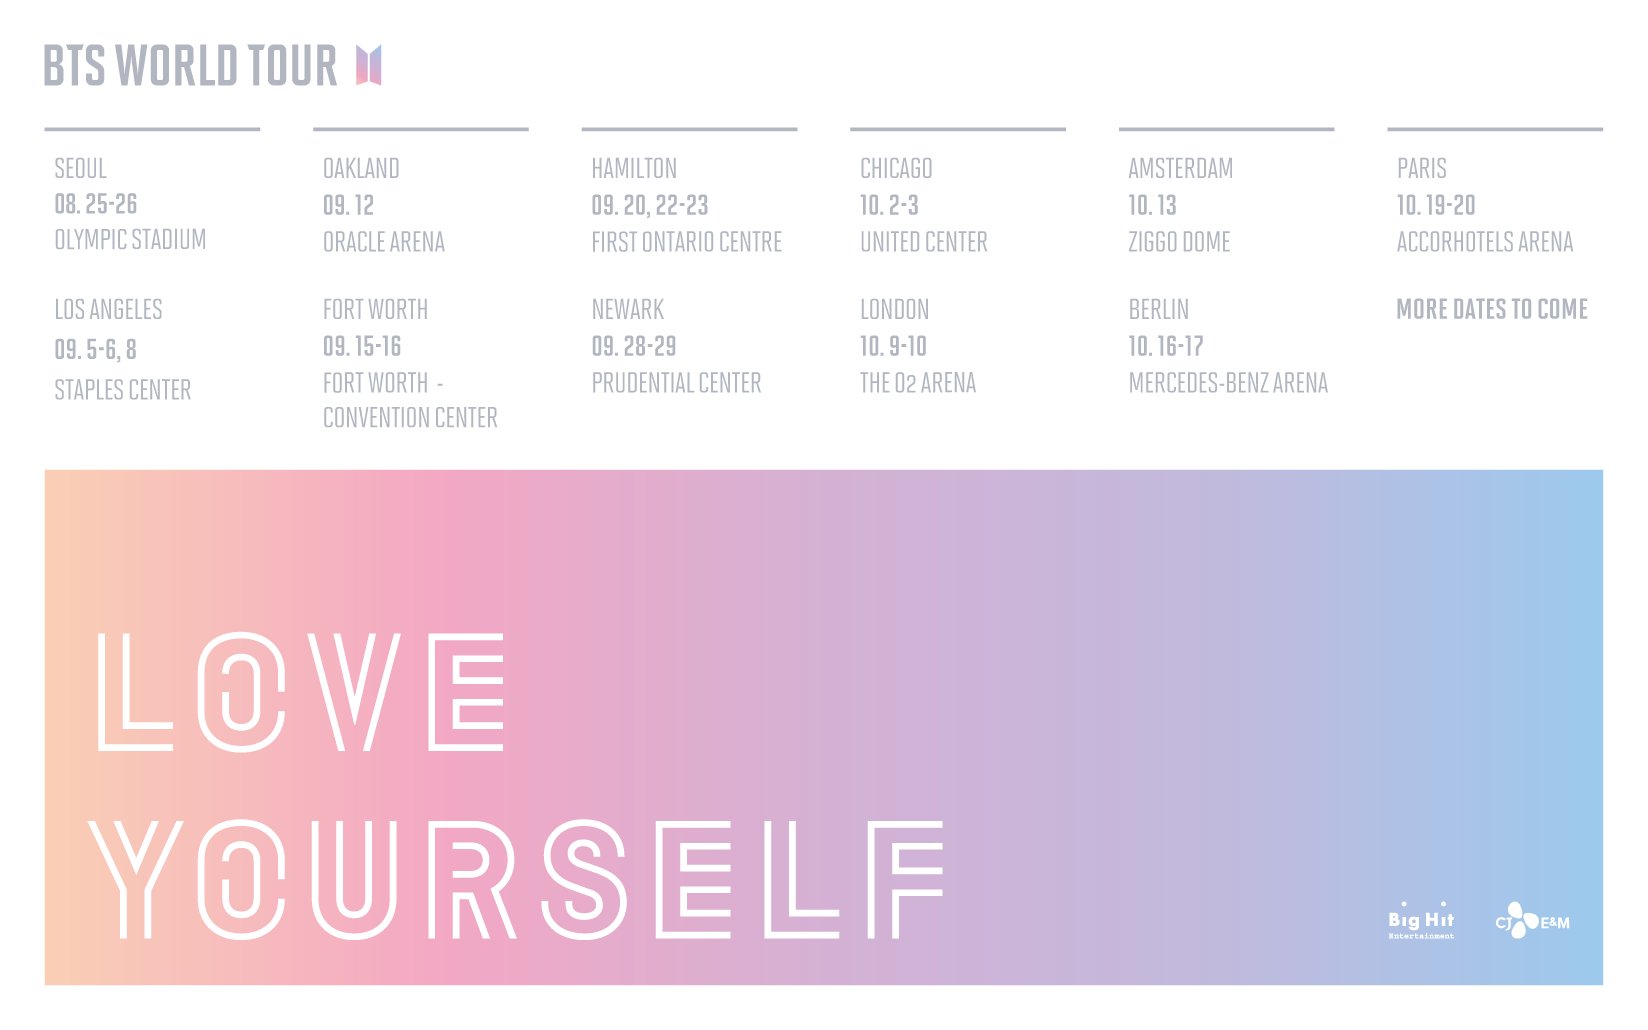 BTS WORLD TOUR
SEOUL
08. 25-26
OLYMPIC STADIUM
LOS ANGELES
09. 5-6, 8
STAPLES CENTER
OAKLAND
09. 12
ORACLE ARENA
FORT WORTH
09. 15-16
FORT WORTH -
CONVENTION CENTER
HAMILTON
09. 20, 22-23
FIRST ONTARIO CENTRE
NEWARK
09. 28-29
PRUDENTIAL CENTER
CHICAGO
10. 2-3
UNITED CENTER
LONDON
10. 9-10
THE O2 ARENA
AMSTERDAM
10. 13
ZIGGO DOME
BERLIN
10. 16-17
MERCEDES-BENZ ARENA
PARIS
10. 19-20
ACCORHOTELS ARENA
MORE DATES TO COME
LOVE
YOURSELF
Big Hit
Entertainment
CJ E&M